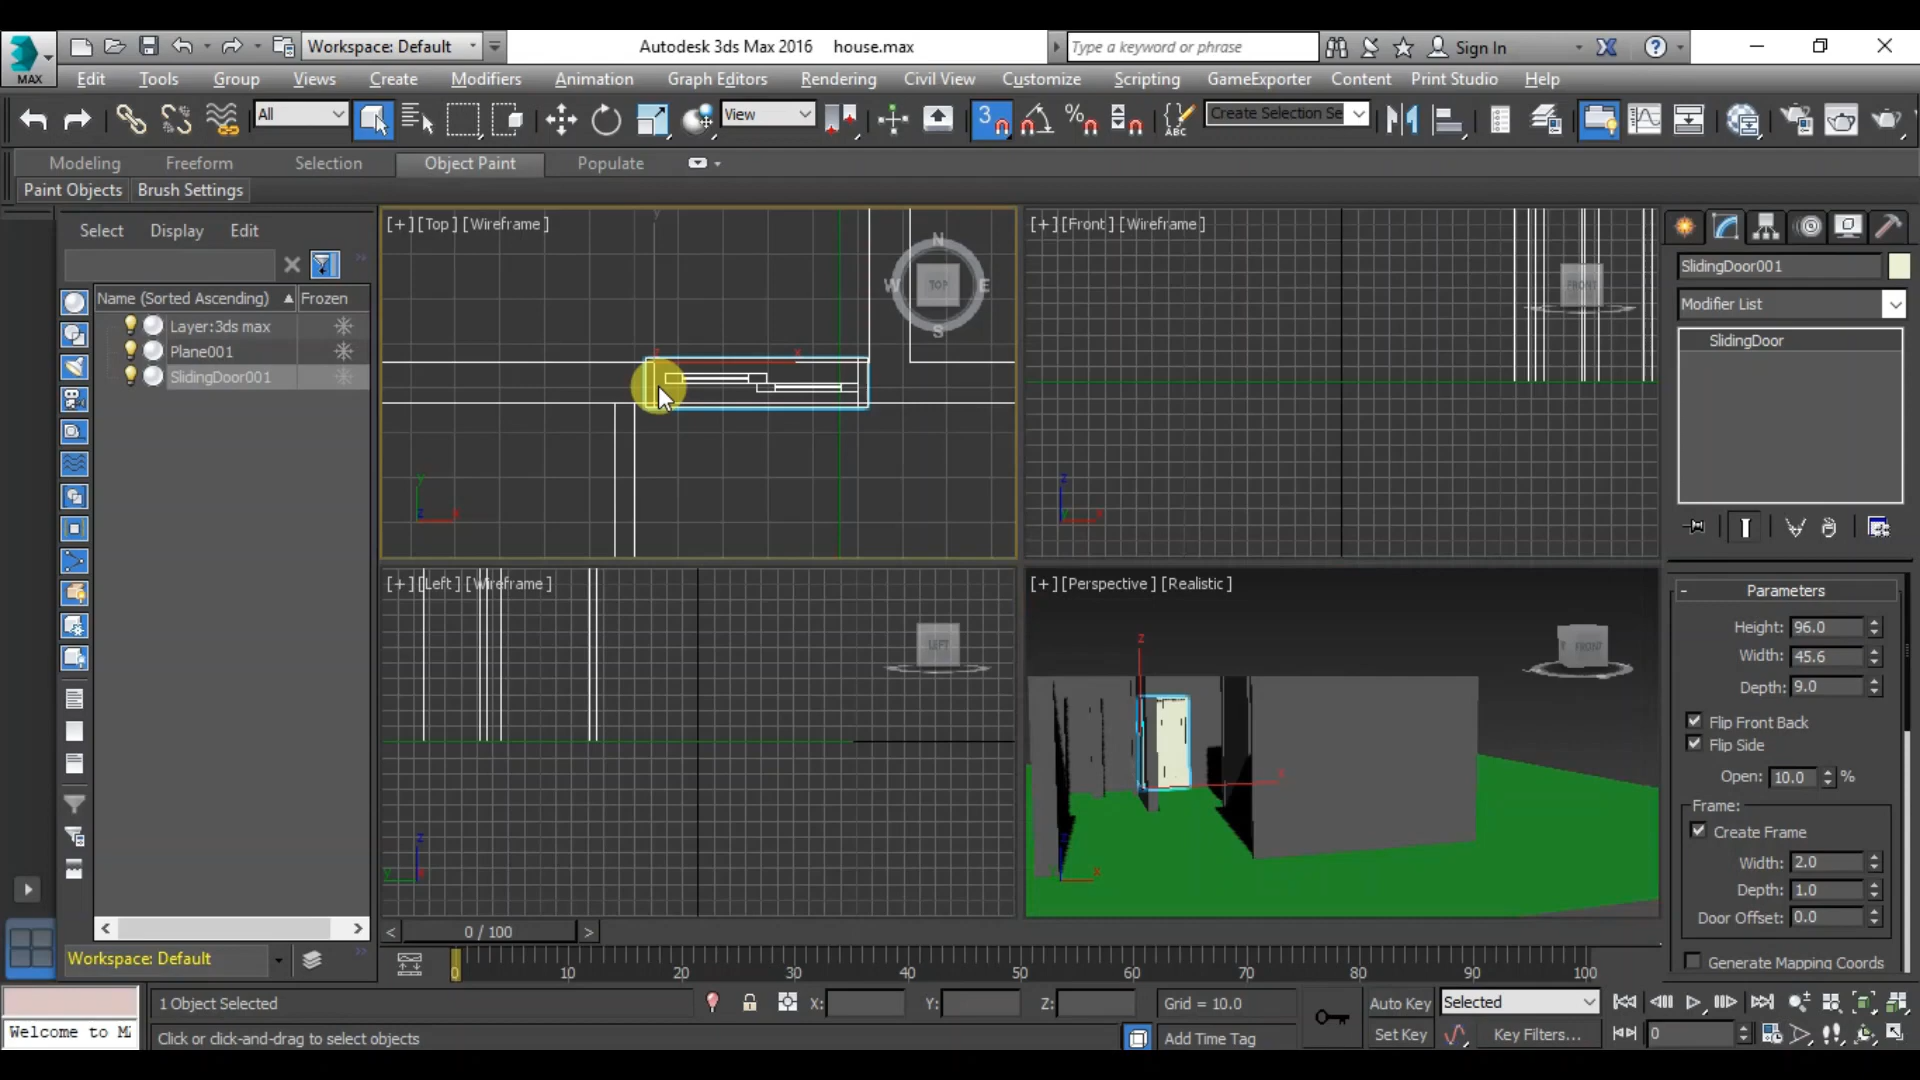 MAX
Workspace: Default
Autodesk 3ds Max 2016 house.max
Type a keyword or phrase
Sign In
Edit Tools Group Views Create Modifiers Animation Graph Editors Rendering Civil View Customize Scripting GameExporter Content Print Studio Help
All
View
3
%
ABC
Create Selection Se
Modeling Freeform Selection Object Paint Populate
Paint Objects Brush Settings
Select Display Edit
Name (Sorted Ascending) Frozen
Layer:3ds max
Plane001
SlidingDoor001
Workspace: Default
[+] [Top ] [Wireframe ]
N
W TOP E
S
y
x
z
[+] [Front ] [Wireframe ]
FRONT
z
x
[+] [Left ] [Wireframe ]
LEFT
z
y
[+] [Perspective ] [Realistic ]
FRONT
z
x
z
x
SlidingDoor001
Modifier List
SlidingDoor
- Parameters
Height: 96.0
Width: 45.6
Depth: 9.0
Flip Front Back
Flip Side
Open: 10.0 %
Frame:
Create Frame
Width: 2.0
Depth: 1.0
Door Offset: 0.0
Generate Mapping Coords
< 0 / 100 >
0 10 20 30 40 50 60 70 80 90 100
1 Object Selected
X: Y: Z: Grid = 10.0
Auto Key Selected
Welcome to M
Click or click-and-drag to select objects
Add Time Tag
Set Key Key Filters...
0